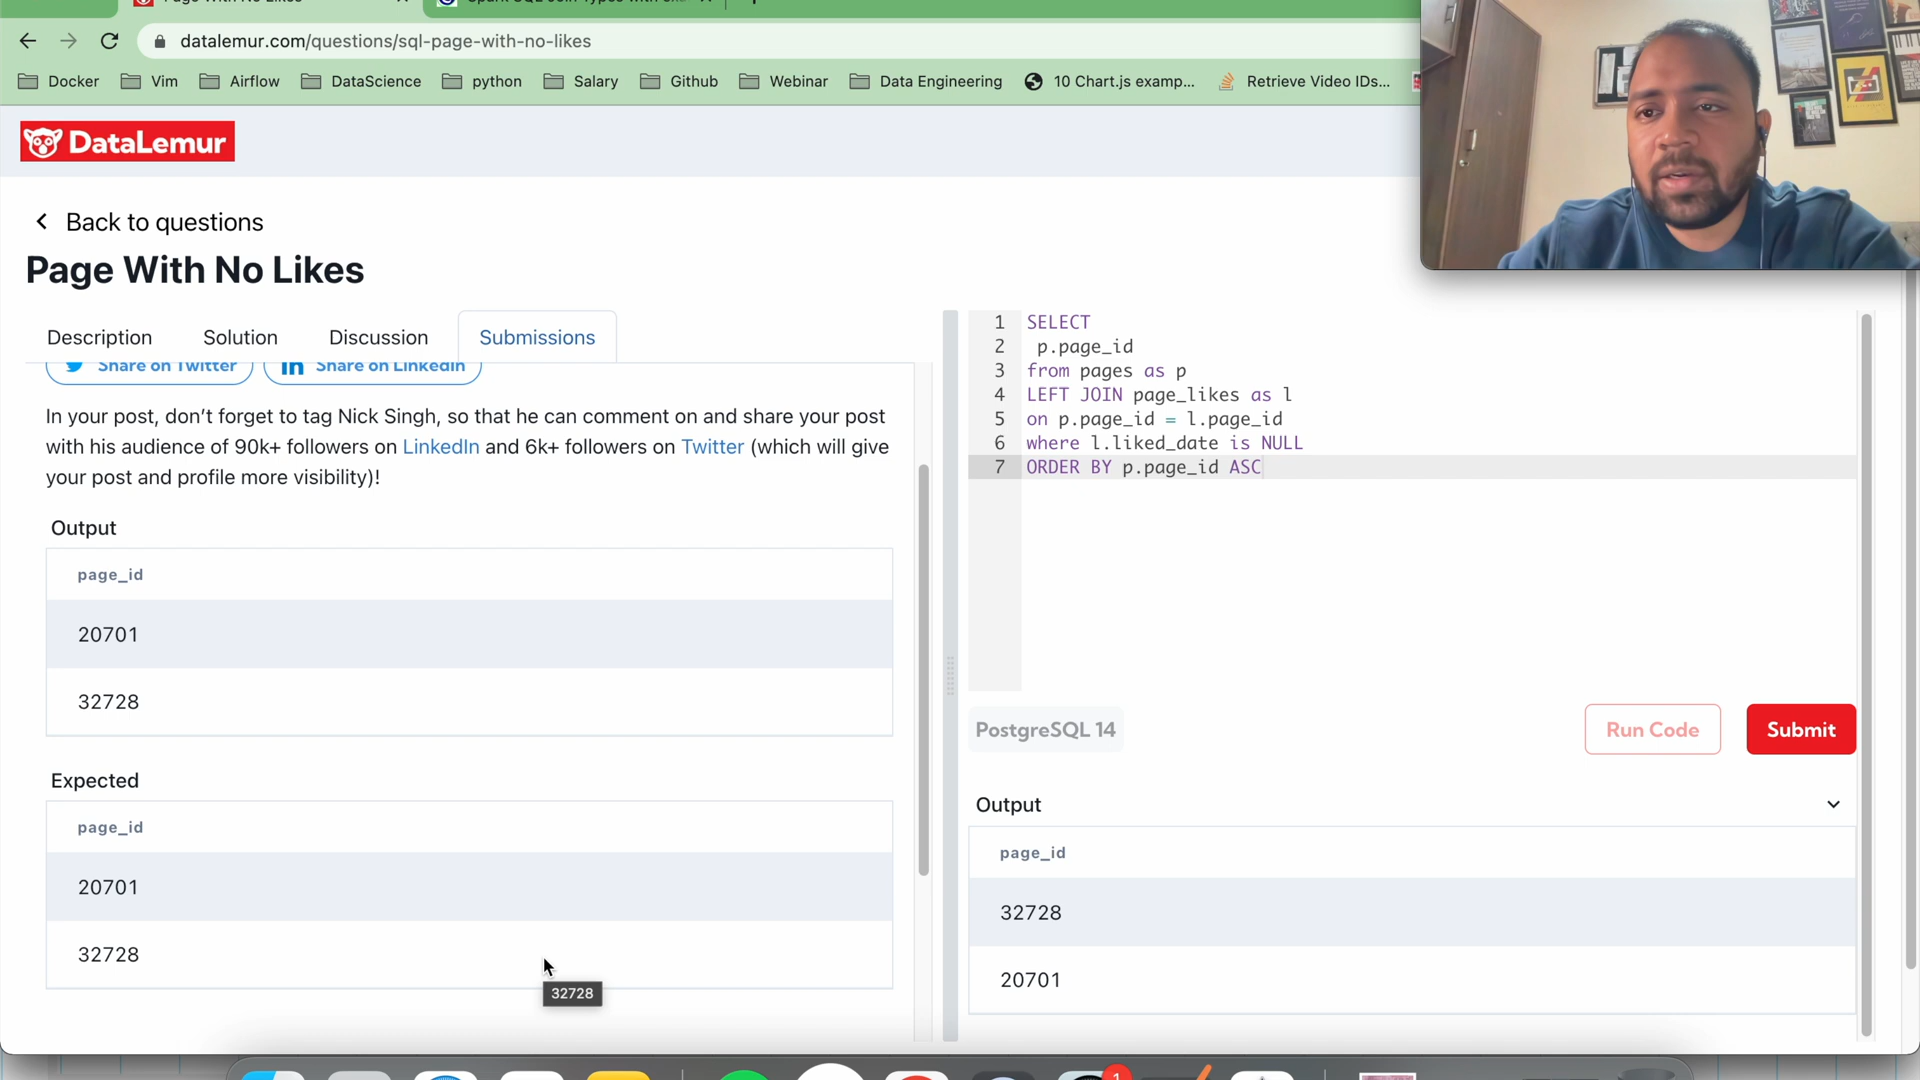 datalemur.com/questions/sql-page-with-no-likes
Docker Vim Airflow DataScience python Salary Github Webinar Data Engineering 10 Chart.js examp... Retrieve Video IDs...
DataLemur
Back to questions
Page With No Likes
Description Solution Discussion Submissions
Share on Twitter Share on LinkedIn
In your post, don’t forget to tag Nick Singh, so that he can comment on and share your post
with his audience of 90k+ followers on LinkedIn and 6k+ followers on Twitter (which will give
your post and profile more visibility)!
Output
page_id
20701
32728
Expected
page_id
20701
32728
32728
1 SELECT
2 p.page_id
3 from pages as p
4 LEFT JOIN page_likes as l
5 on p.page_id = l.page_id
6 where l.liked_date is NULL
7 ORDER BY p.page_id ASC
PostgreSQL 14
Run Code Submit
Output
page_id
32728
20701
1